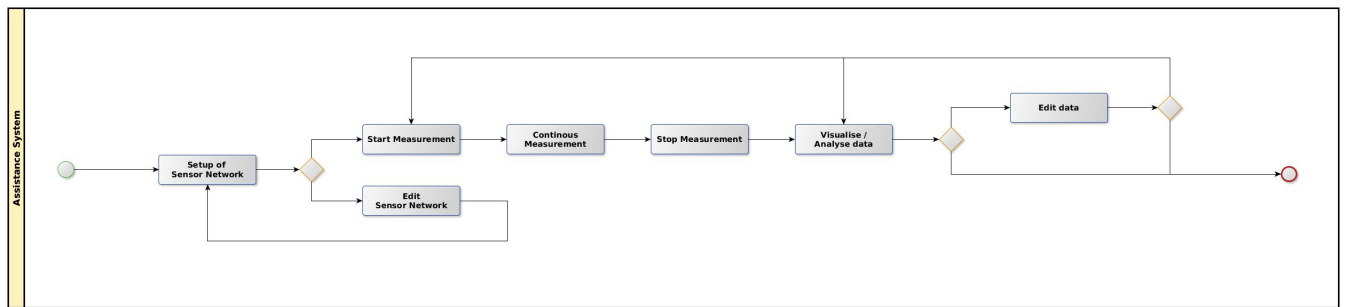 Assistance System
Setup of
Sensor Network
Start Measurement
Edit
Sensor Network
Continous
Measurement
Stop Measurement
Visualise /
Analyse data
Edit data